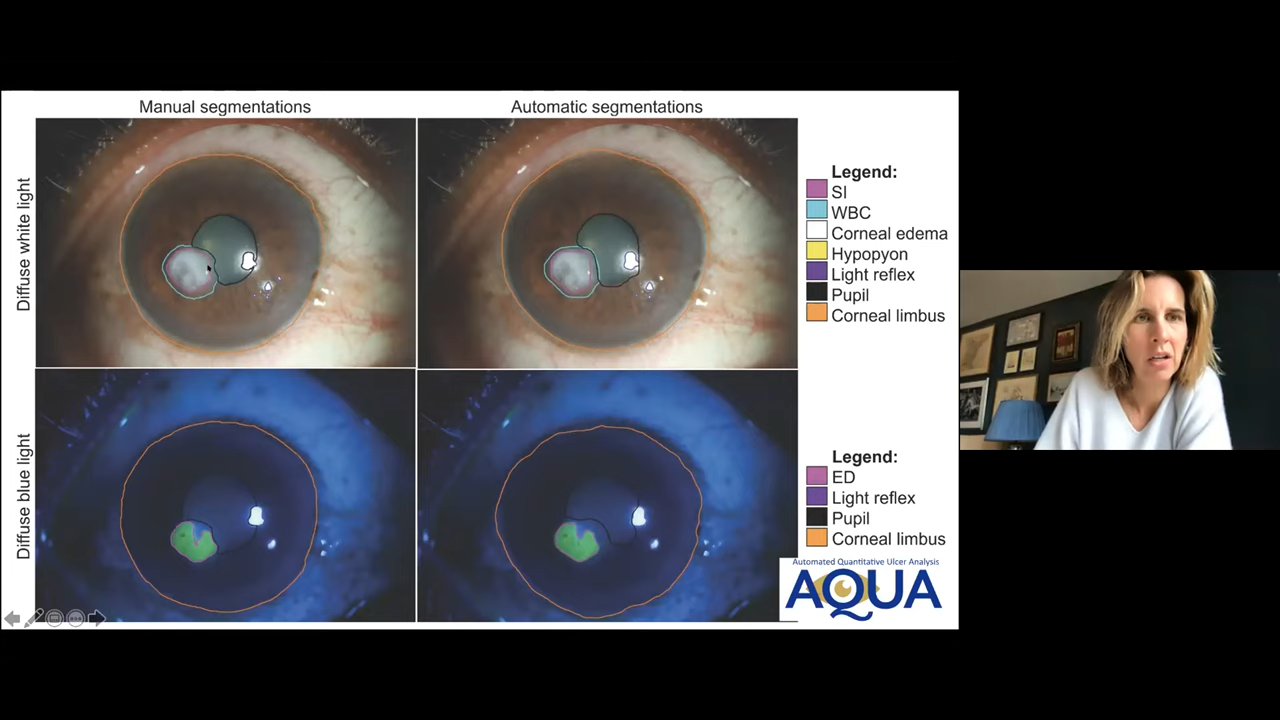 Manual segmentations
Automatic segmentations
Diffuse white light
Legend:
SI
WBC
Corneal edema
Hypopyon
Light reflex
Pupil
Corneal limbus
Diffuse blue light
Legend:
ED
Light reflex
Pupil
Corneal limbus
Automated Quantitative Ulcer Analysis
AQUA